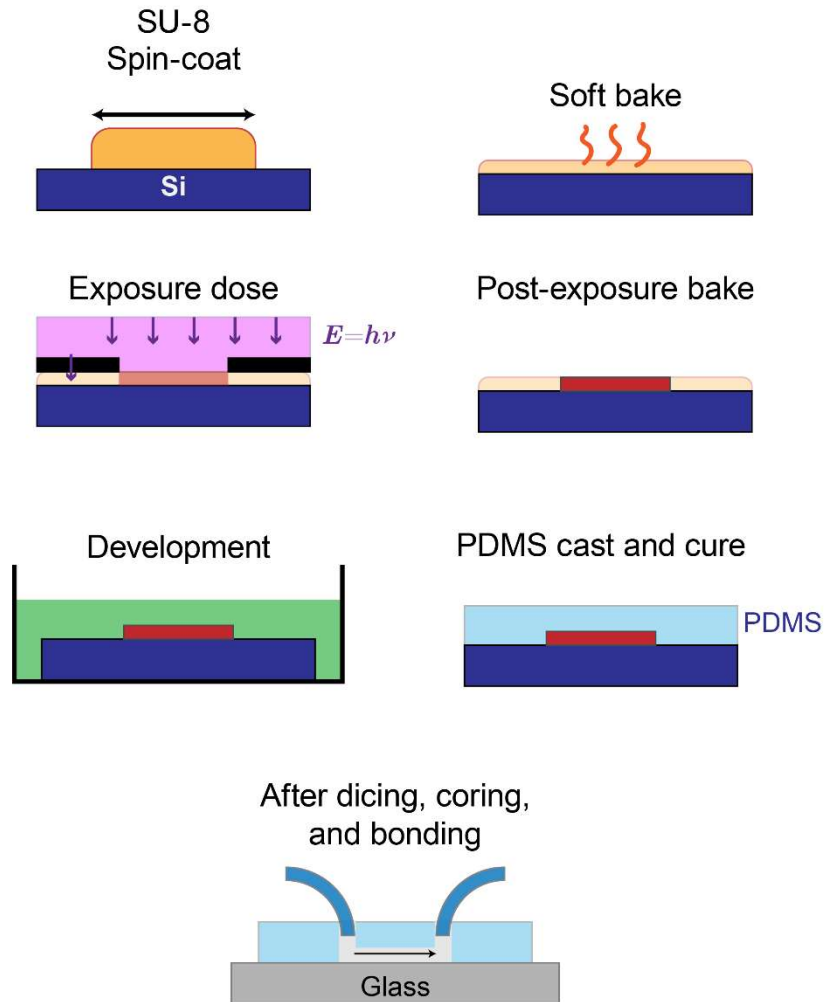 SU-8
Spin-coat
Si
Soft bake
Exposure dose
E=hν
Post-exposure bake
Development
PDMS cast and cure
PDMS
After dicing, coring,
and bonding
Glass